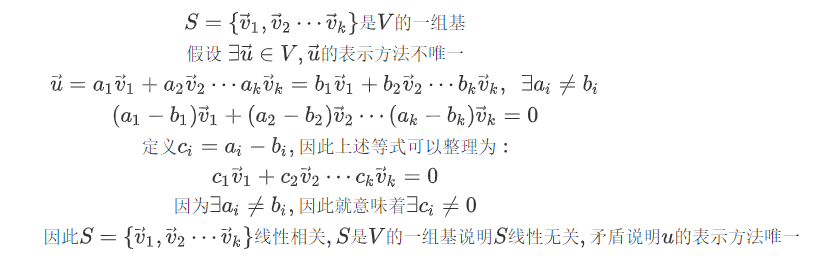 $S = \{\vec{v}_1, \vec{v}_2 \cdots \vec{v}_k\}$是$V$的一组基
假设 $\exists \vec{u} \in V, \vec{u}$的表示方法不唯一
$\vec{u} = a_1\vec{v}_1 + a_2\vec{v}_2 \cdots a_k\vec{v}_k = b_1\vec{v}_1 + b_2\vec{v}_2 \cdots b_k\vec{v}_k, \ \exists a_i \neq b_i$
$(a_1 - b_1)\vec{v}_1 + (a_2 - b_2)\vec{v}_2 \cdots (a_k - b_k)\vec{v}_k = 0$
定义$c_i = a_i - b_i$, 因此上述等式可以整理为：
$c_1\vec{v}_1 + c_2\vec{v}_2 \cdots c_k\vec{v}_k = 0$
因为$\exists a_i \neq b_i$, 因此就意味着$\exists c_i \neq 0$
因此$S = \{\vec{v}_1, \vec{v}_2 \cdots \vec{v}_k\}$线性相关, $S$是$V$的一组基说明$S$线性无关, 矛盾说明$u$的表示方法唯一